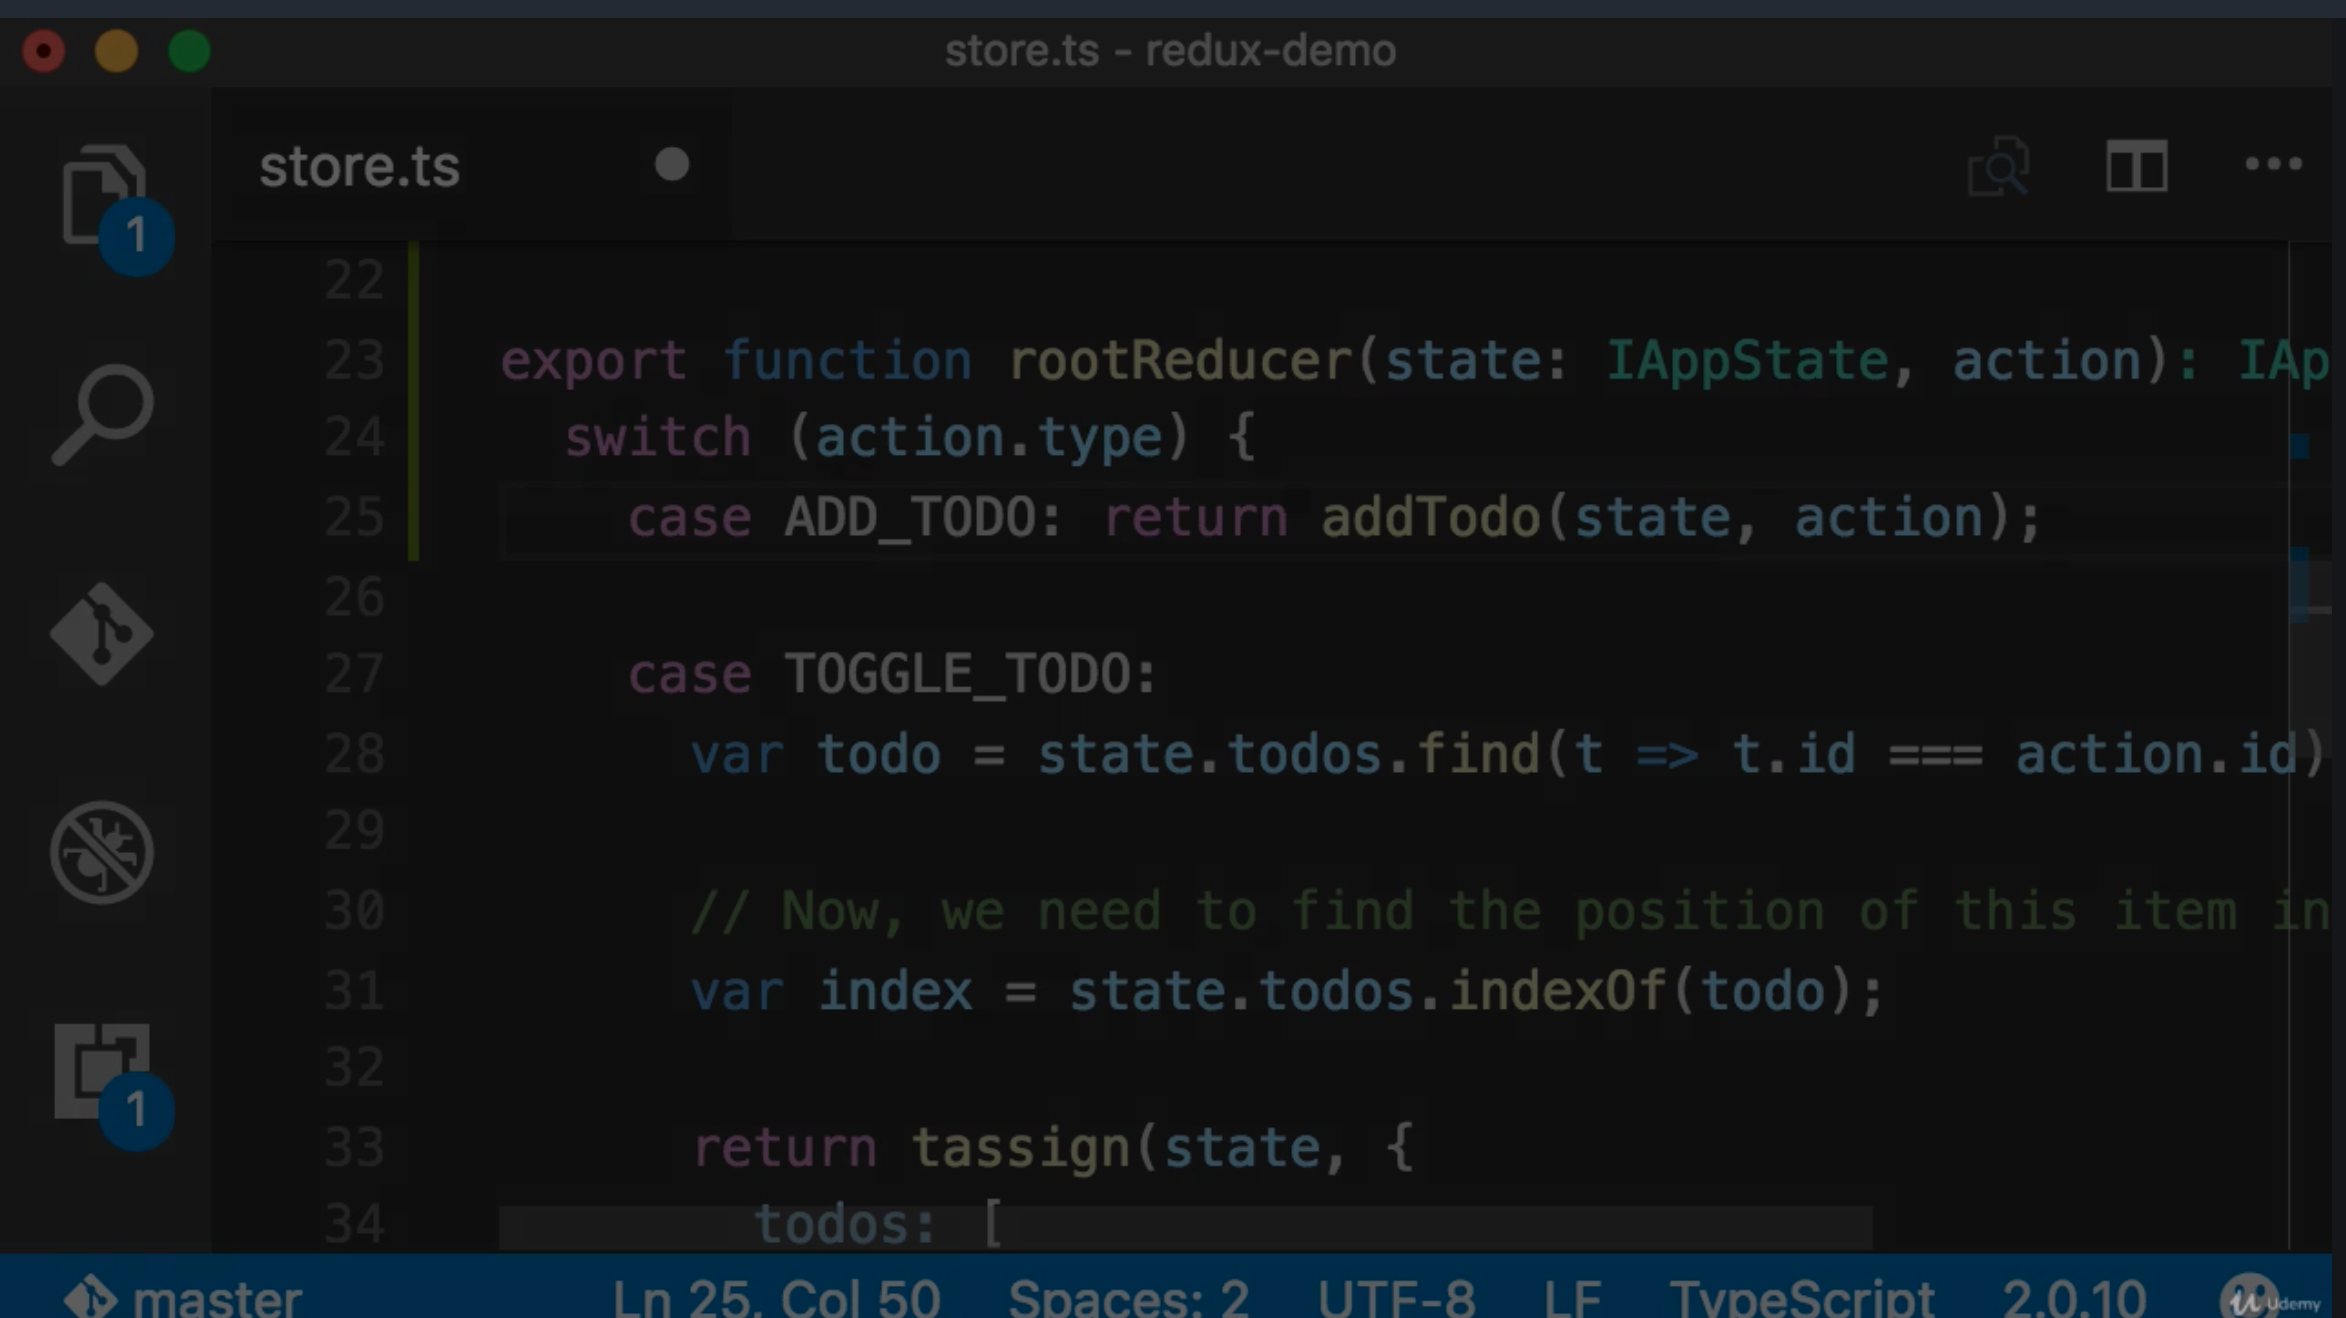 store.ts - redux-demo
store.ts
1
22
23 export function rootReducer(state: IAppState, action): IAp
24 switch (action.type) {
25 case ADD_TODO: return addTodo(state, action);
26
27 case TOGGLE_TODO:
28 var todo = state.todos.find(t => t.id === action.id)
29
30 // Now, we need to find the position of this item in
31 var index = state.todos.indexOf(todo);
32
1
33 return tassign(state, {
34 todos: [
master Ln 25, Col 50 Spaces: 2 UTF-8 LF TypeScript 2.0.10
Udemy